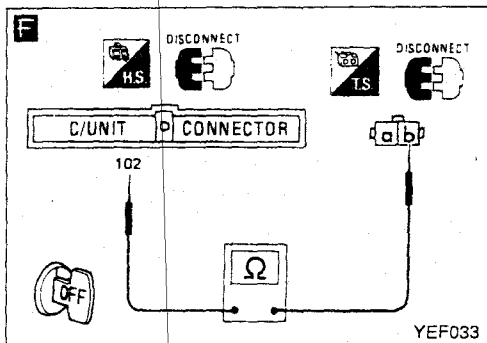 F
DISCONNECT
H.S.
DISCONNECT
T.S.
C/UNIT CONNECTOR
a b
102
Ω
OFF
YEF033